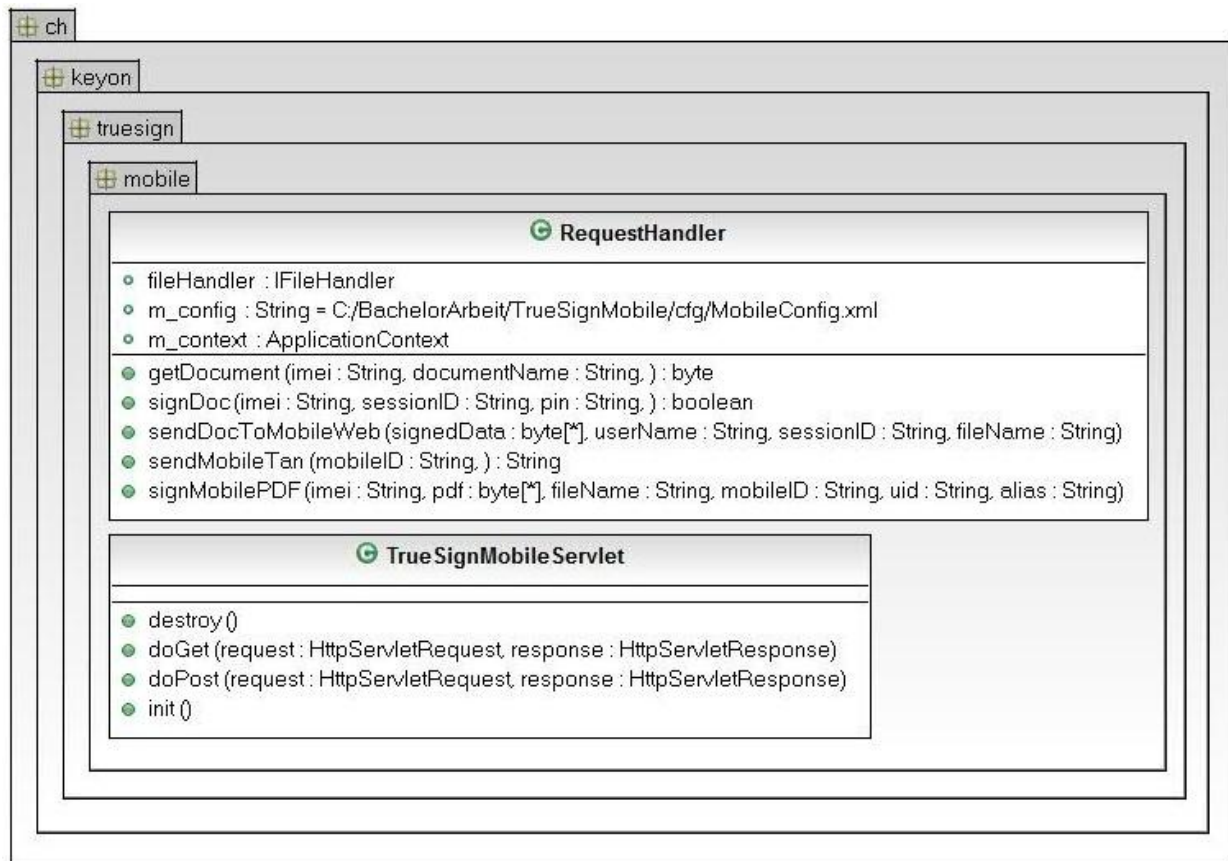 ch
keyon
truesign
mobile
RequestHandler
fileHandler : IFileHandler
m_config : String = C:/BachelorArbeit/TrueSignMobile/cfg/MobileConfig.xml
m_context : ApplicationContext
getDocument (imei : String, documentName : String, ) : byte
signDoc (imei : String, sessionID : String, pin : String, ) : boolean
sendDocToMobileWeb (signedData : byte[*], userName : String, sessionID : String, fileName : String)
sendMobileTan (mobileID : String, ) : String
signMobilePDF (imei : String, pdf : byte[*], fileName : String, mobileID : String, uid : String, alias : String)
TrueSignMobileServlet
destroy ()
doGet (request : HttpServletRequest, response : HttpServletResponse)
doPost (request : HttpServletRequest, response : HttpServletResponse)
init ()